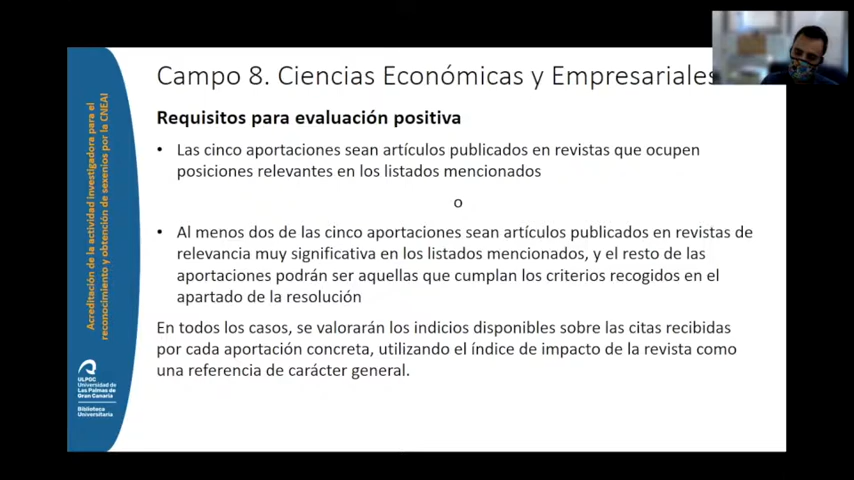 Campo 8. Ciencias Económicas y Empresariales
Requisitos para evaluación positiva
• Las cinco aportaciones sean artículos publicados en revistas que ocupen
posiciones relevantes en los listados mencionados
o
• Al menos dos de las cinco aportaciones sean artículos publicados en revistas de
relevancia muy significativa en los listados mencionados, y el resto de las
aportaciones podrán ser aquellas que cumplan los criterios recogidos en el
apartado de la resolución
En todos los casos, se valorarán los indicios disponibles sobre las citas recibidas
por cada aportación concreta, utilizando el índice de impacto de la revista como
una referencia de carácter general.
Acreditación de la actividad investigadora para el
reconocimiento y obtención de sexenios por la CNEAI
ULPGC
Universidad de
Las Palmas de
Gran Canaria
Biblioteca
Universitaria